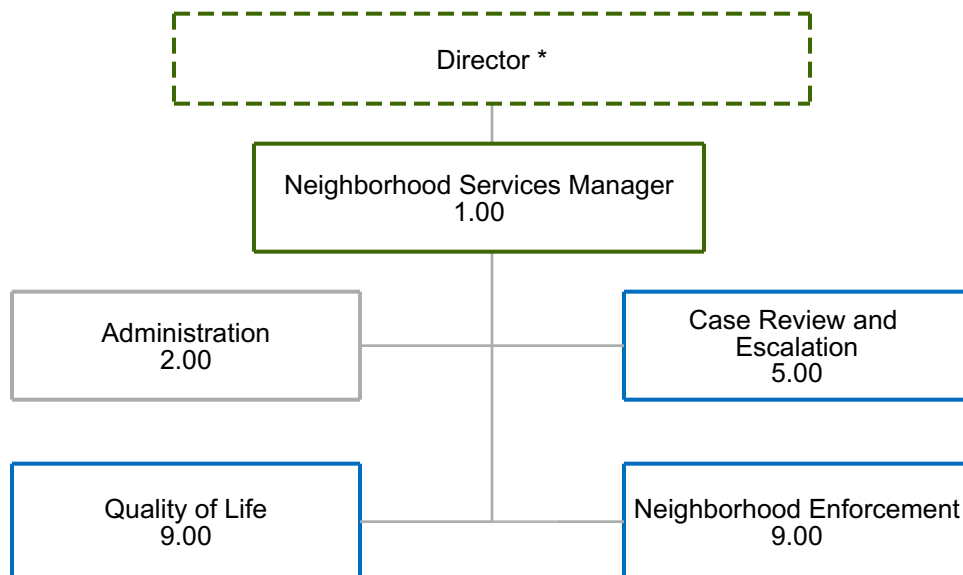 Director *
Neighborhood Services Manager
1.00
Administration
2.00
Case Review and
Escalation
5.00
Quality of Life
9.00
Neighborhood Enforcement
9.00